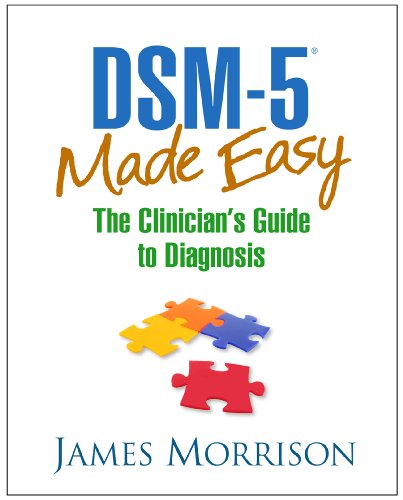 DSM-5®
Made Easy
The Clinician's Guide
to Diagnosis
JAMES MORRISON